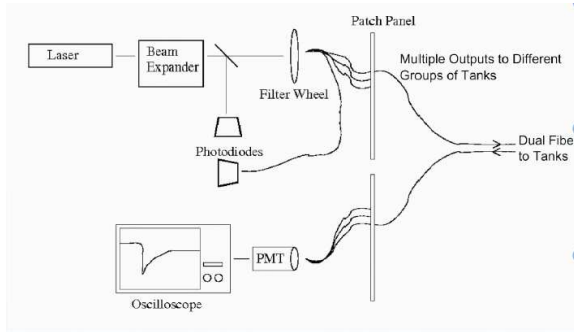 Patch Panel
Laser
Beam
Expander
Multiple Outputs to Different
Groups of Tanks
Filter Wheel
Dual Fibe
to Tanks
Photodiodes
PMT
Oscilloscope